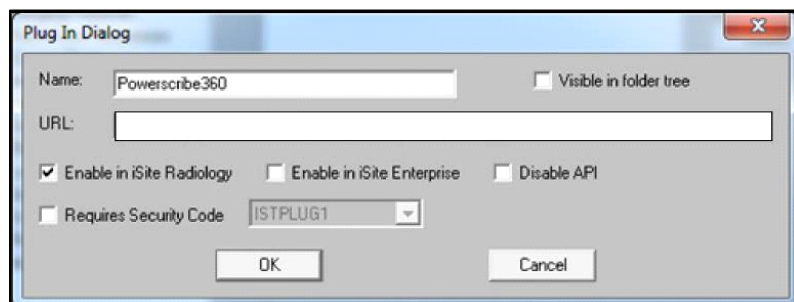 Plug In Dialog
Name: Powerscribe360 Visible in folder tree
URL:
Enable in iSite Radiology Enable in iSite Enterprise Disable API
Requires Security Code ISTPLUG1
OK Cancel